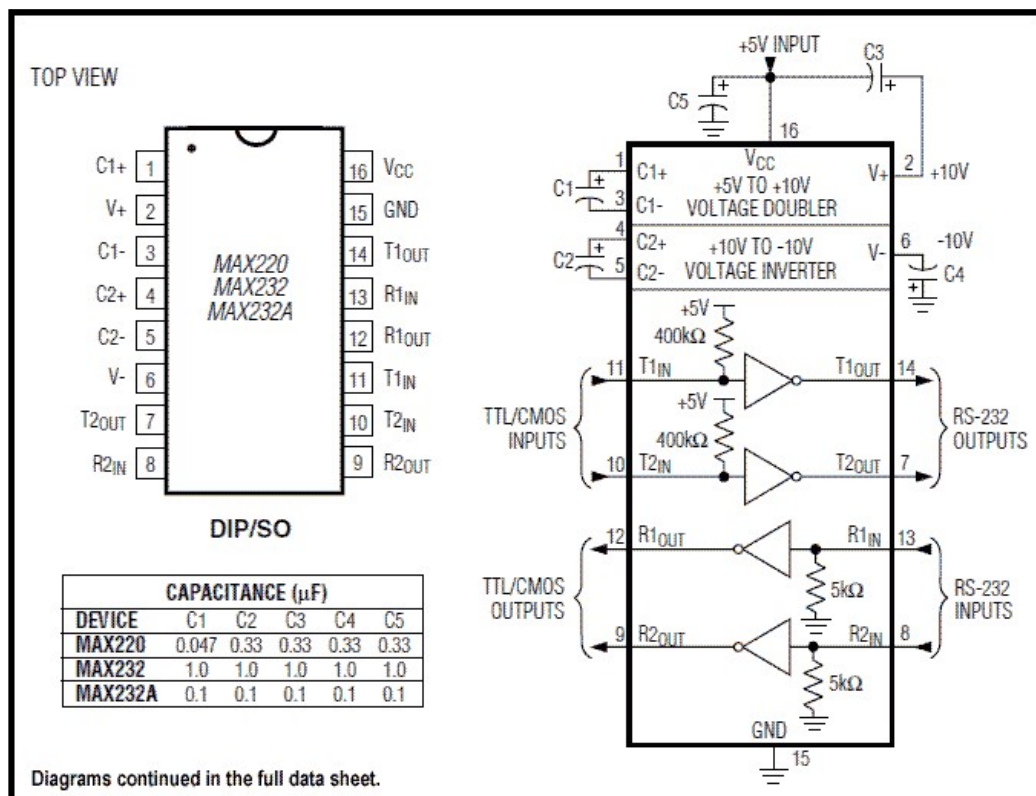 TOP VIEW
C1+ 1
V+ 2
C1- 3
C2+ 4
C2- 5
V- 6
T2OUT 7
R2IN 8
MAX220
MAX232
MAX232A
16 VCC
15 GND
14 T1OUT
13 R1IN
12 R1OUT
11 T1IN
10 T2IN
9 R2OUT
DIP/SO
CAPACITANCE (µF)
DEVICE C1 C2 C3 C4 C5
MAX220 0.047 0.33 0.33 0.33 0.33
MAX232 1.0 1.0 1.0 1.0 1.0
MAX232A 0.1 0.1 0.1 0.1 0.1
Diagrams continued in the full data sheet.
+5V INPUT
C3
+
C5
+
16
VCC
1
C1+
C1
+
3
C1-
+5V TO +10V
VOLTAGE DOUBLER
V+
2
+10V
4
C2+
C2
+
5
C2-
+10V TO -10V
VOLTAGE INVERTER
V-
6
-10V
C4
+
+5V
400kΩ
11 T1IN
T1OUT 14
+5V
400kΩ
TTL/CMOS
INPUTS
RS-232
OUTPUTS
10 T2IN
T2OUT 7
12 R1OUT
R1IN 13
5kΩ
TTL/CMOS
OUTPUTS
RS-232
INPUTS
9 R2OUT
R2IN 8
5kΩ
GND
15